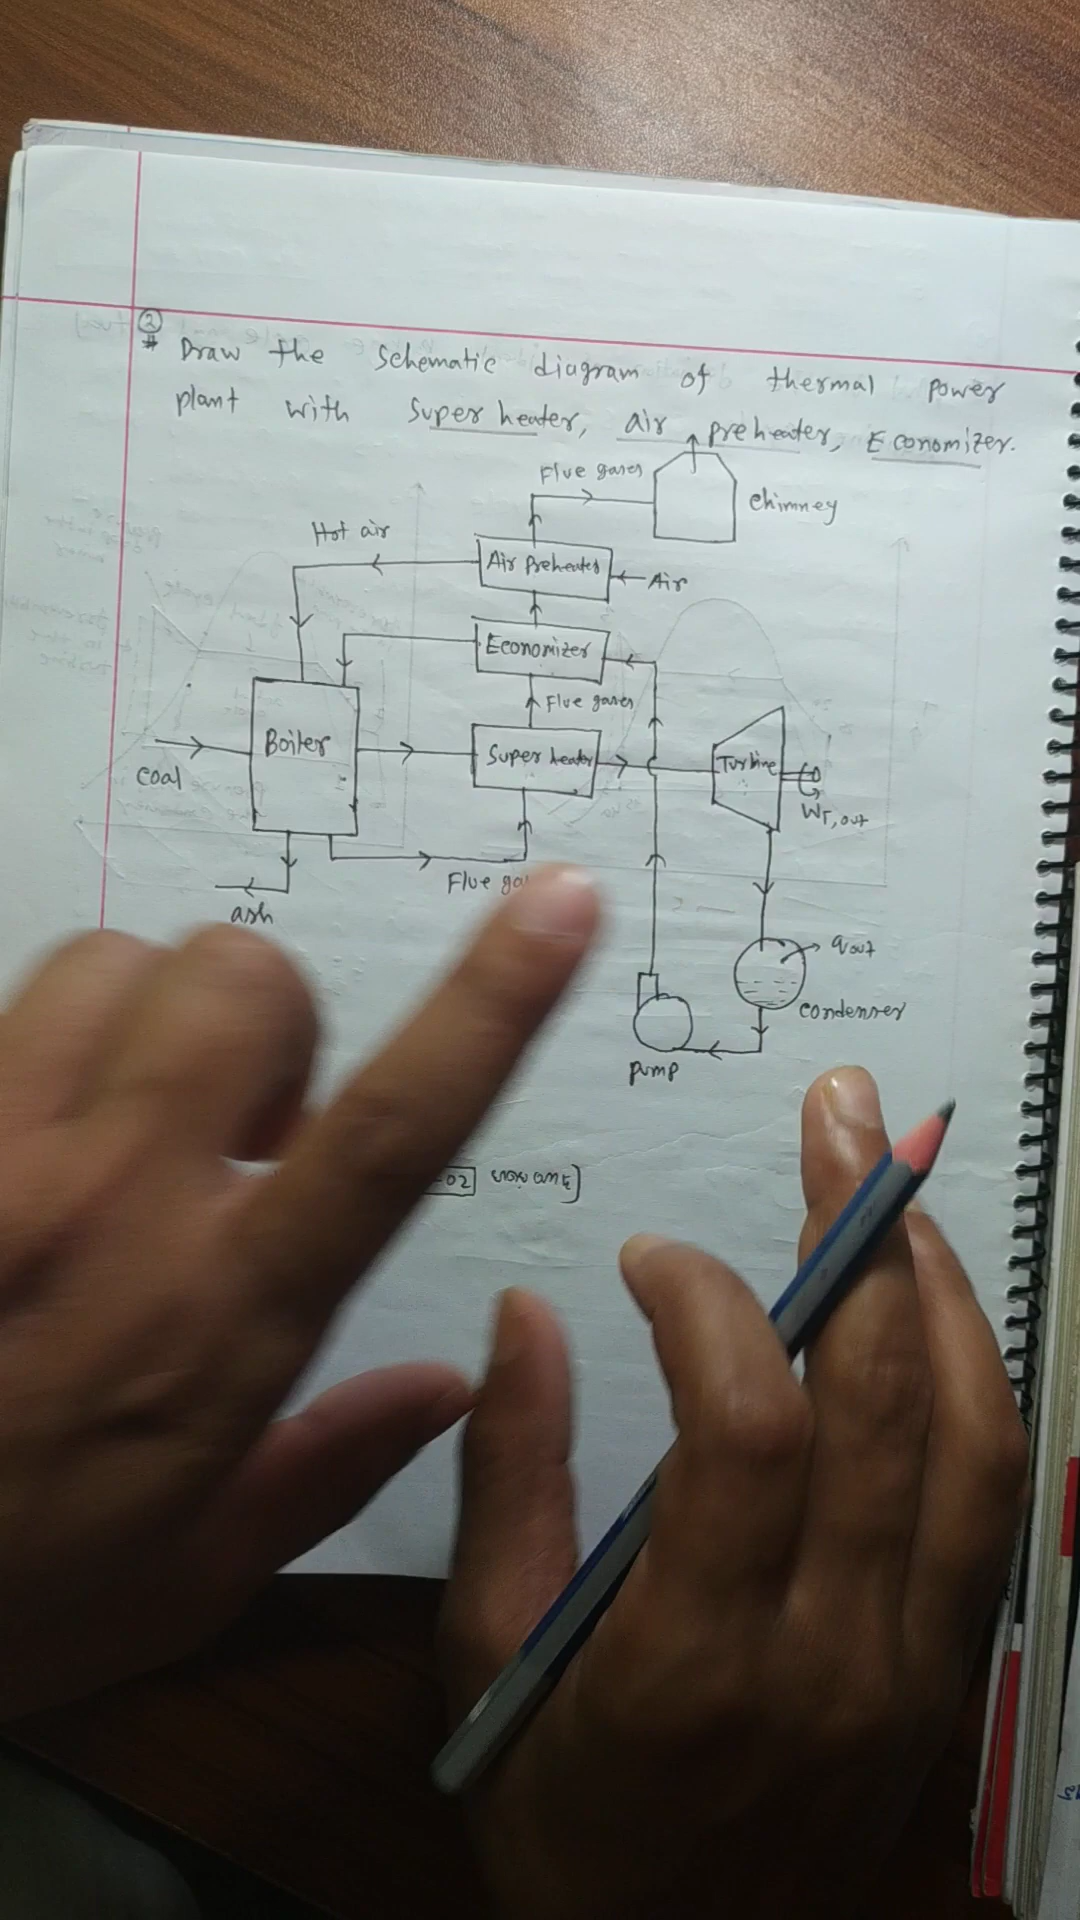 ②
# Draw the schematic diagram of thermal power
plant with Super heater, air preheater, Economizer.
Flue gases
chimney
Hot air
Air Preheater
Air
Economizer
Flue gases
Boiler
Super heater
Turbine
coal
WT, out
Flue
ash
qout
condenser
pump